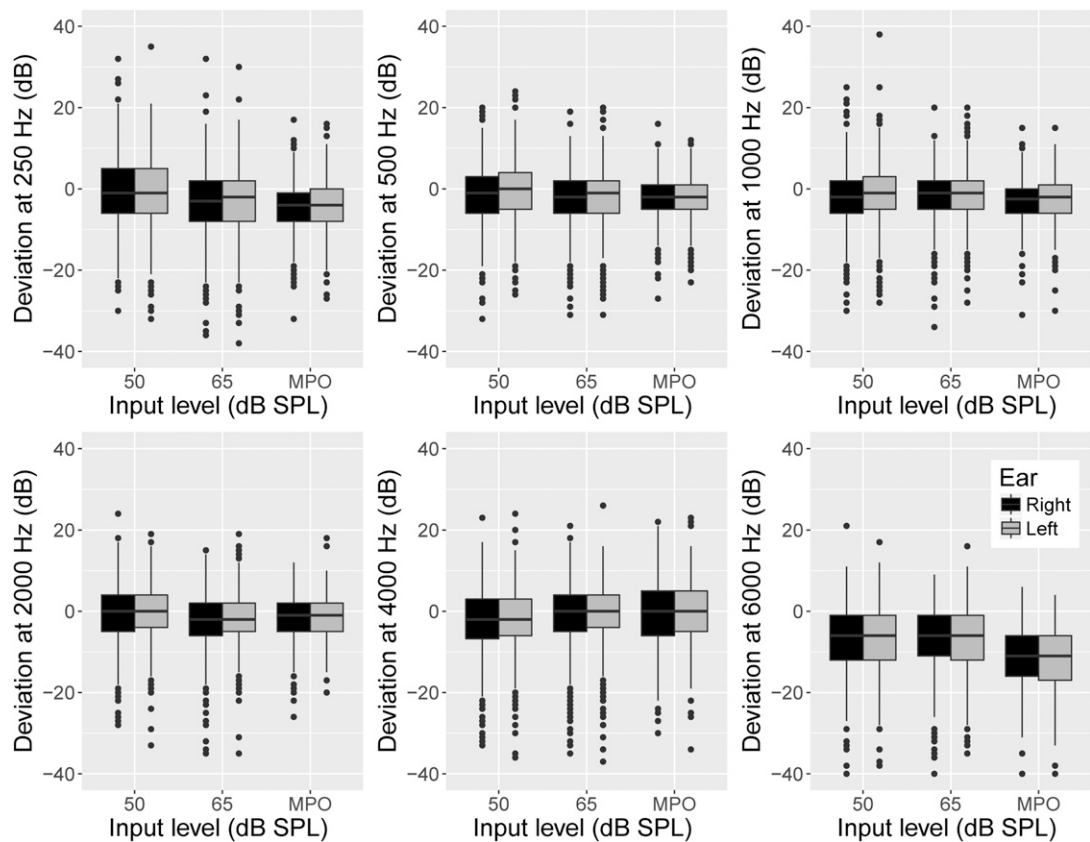 Deviation at 250 Hz (dB)
40
20
0
−20
−40
50 65 MPO
Input level (dB SPL)
Deviation at 500 Hz (dB)
40
20
0
−20
−40
50 65 MPO
Input level (dB SPL)
Deviation at 1000 Hz (dB)
40
20
0
−20
−40
50 65 MPO
Input level (dB SPL)
Deviation at 2000 Hz (dB)
40
20
0
−20
−40
50 65 MPO
Input level (dB SPL)
Deviation at 4000 Hz (dB)
40
20
0
−20
−40
50 65 MPO
Input level (dB SPL)
Deviation at 6000 Hz (dB)
40
20
0
−20
−40
Ear
Right
Left
50 65 MPO
Input level (dB SPL)